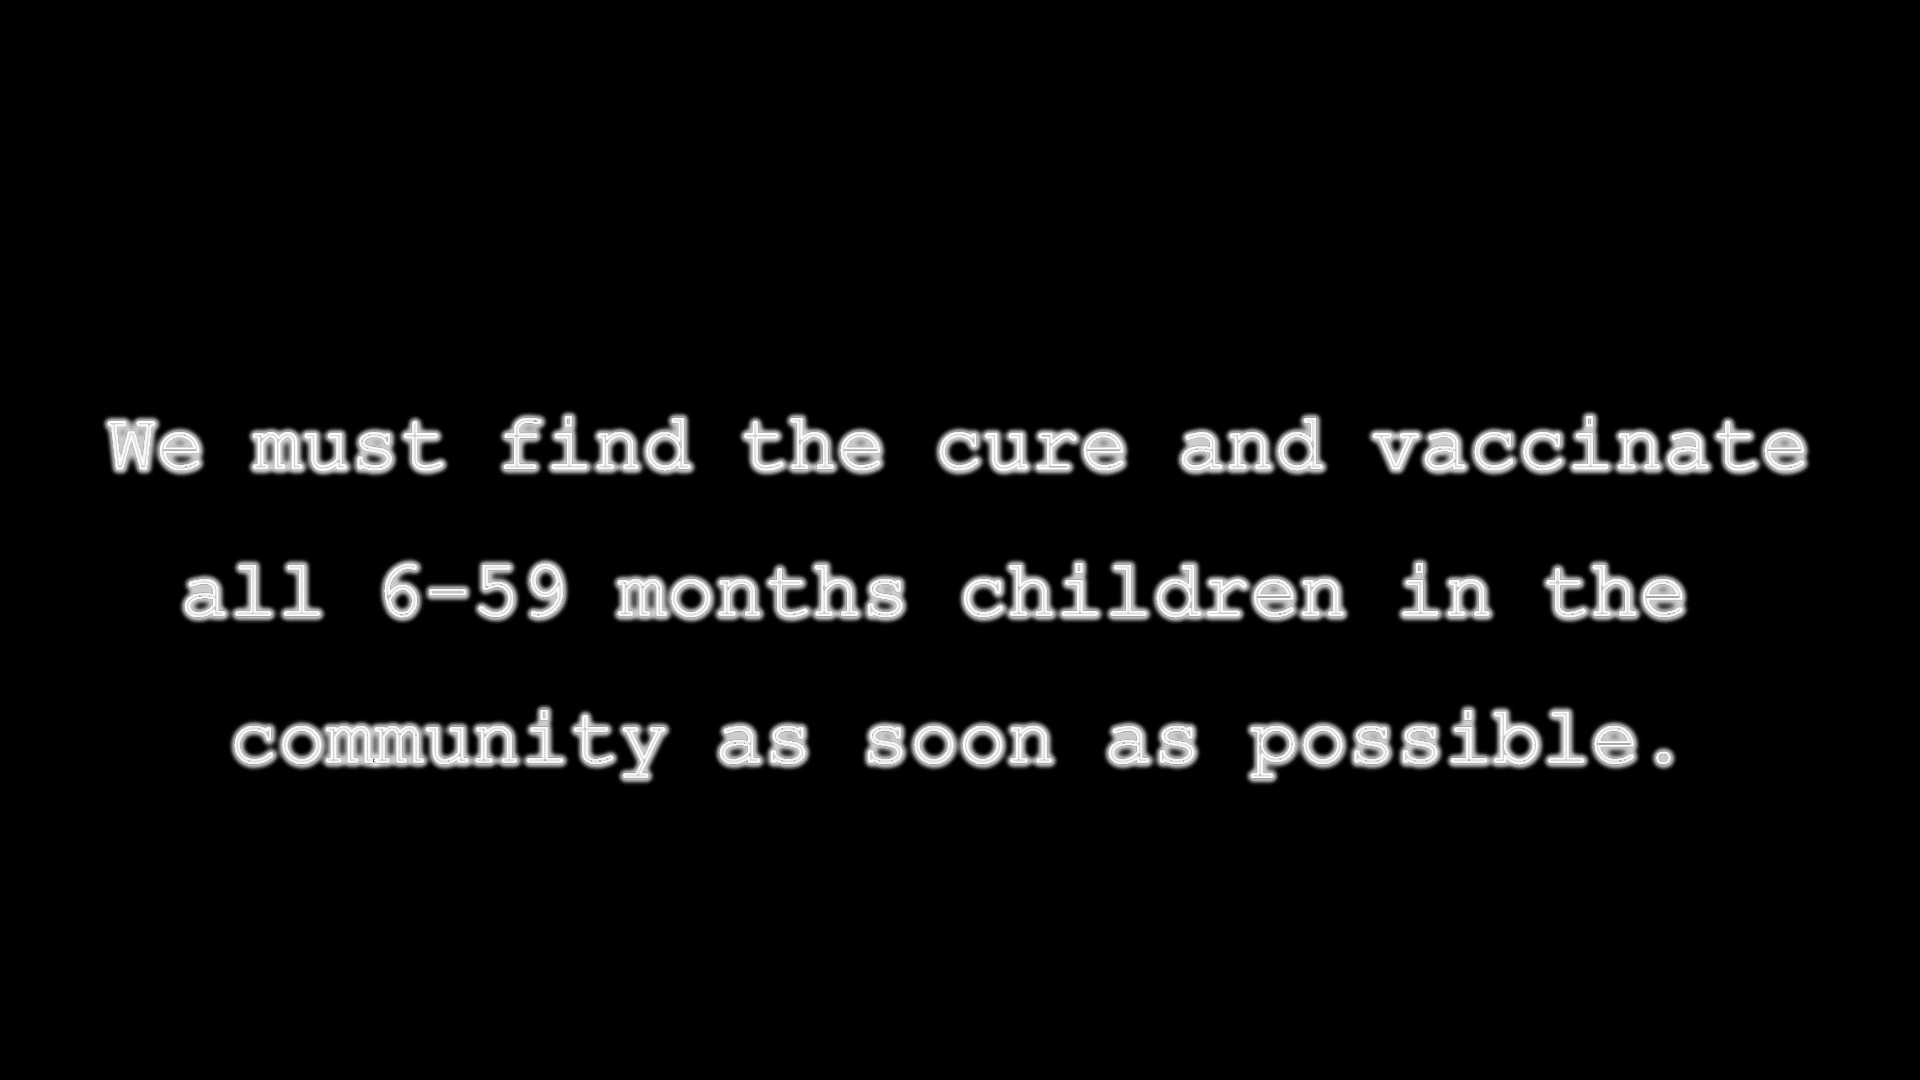 We must find the cure and vaccinate
all 6-59 months children in the
community as soon as possible.